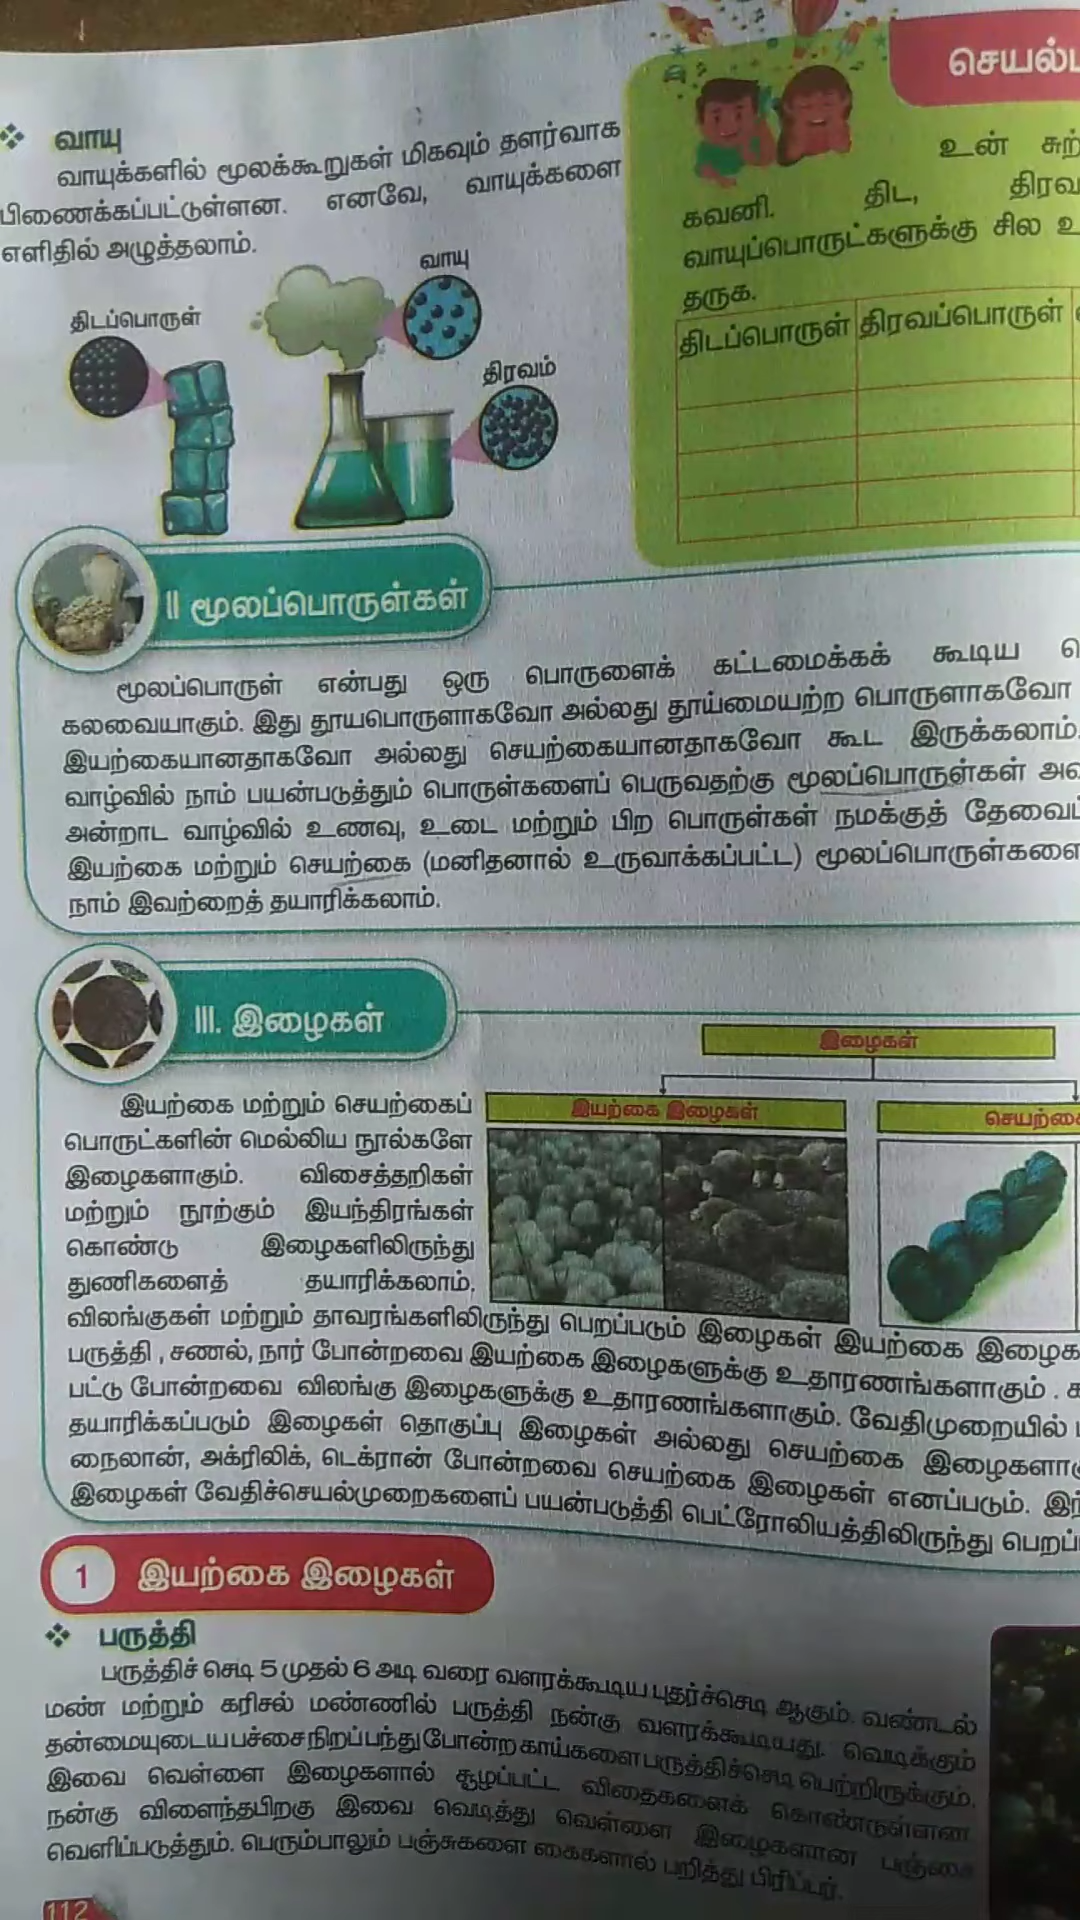 ❖ வாயு
வாயுக்களில் மூலக்கூறுகள் மிகவும் தளர்வாக
பிணைக்கப்பட்டுள்ளன. எனவே, வாயுக்களை
எளிதில் அழுத்தலாம்.
திடப்பொருள்
வாயு
திரவம்
உன்
கவனி. திட,
வாயுப்பொருட்களுக்கு சில
தருக.
திடப்பொருள் திரவப்பொருள்
II மூலப்பொருள்கள்
மூலப்பொருள் என்பது ஒரு பொருளைக் கட்டமைக்கக் கூடிய
கலவையாகும். இது தூயபொருளாகவோ அல்லது தூய்மையற்ற பொருளாகவோ
இயற்கையானதாகவோ அல்லது செயற்கையானதாகவோ கூட இருக்கலாம்.
வாழ்வில் நாம் பயன்படுத்தும் பொருள்களைப் பெருவதற்கு மூலப்பொருள்கள்
அன்றாட வாழ்வில் உணவு, உடை மற்றும் பிற பொருள்கள் நமக்குத்
இயற்கை மற்றும் செயற்கை (மனிதனால் உருவாக்கப்பட்ட) மூலப்பொருள்களை
நாம் இவற்றைத் தயாரிக்கலாம்.
III. இழைகள்
இழைகள்
இயற்கை இழைகள்
இயற்கை மற்றும் செயற்கைப்
பொருட்களின் மெல்லிய நூல்களே
இழைகளாகும். விசைத்தறிகள்
மற்றும் நூற்கும் இயந்திரங்கள்
கொண்டு இழைகளிலிருந்து
துணிகளைத் தயாரிக்கலாம்,
விலங்குகள் மற்றும் தாவரங்களிலிருந்து பெறப்படும் இழைகள் இயற்கை
பருத்தி , சணல், நார் போன்றவை இயற்கை இழைகளுக்கு உதாரணங்களாகும் .
பட்டு போன்றவை விலங்கு இழைகளுக்கு உதாரணங்களாகும். வேதிமுறையில்
தயாரிக்கப்படும் இழைகள் தொகுப்பு இழைகள் அல்லது செயற்கை
நைலான், அக்ரிலிக், டெக்ரான் போன்றவை செயற்கை இழைகள் எனப்படும்.
இழைகள் வேதிச்செயல்முறைகளைப் பயன்படுத்தி பெட்ரோலியத்திலிருந்து
1 இயற்கை இழைகள்
❖ பருத்தி
பருத்திச் செடி 5 முதல் 6 அடி வரை வளரக்கூடிய புதர்ச்செடி ஆகும். வண்டல்
மண் மற்றும் கரிசல் மண்ணில் பருத்தி நன்கு வளரக்கூடியது. வெடிக்கும்
தன்மையுடைய பச்சை நிறப் பந்து போன்ற காய்களை பருத்திச்செடி பெற்றிருக்கும்.
இவை வெள்ளை இழைகளால் சூழப்பட்ட விதைகளைக் கொண்டுள்ளன
நன்கு விளைந்தபிறகு இவை வெடித்து வெள்ளை இழைகளான பஞ்சை
வெளிப்படுத்தும். பெரும்பாலும் பஞ்சுகளை கைகளால் பறித்து பிரிப்பர்.
112